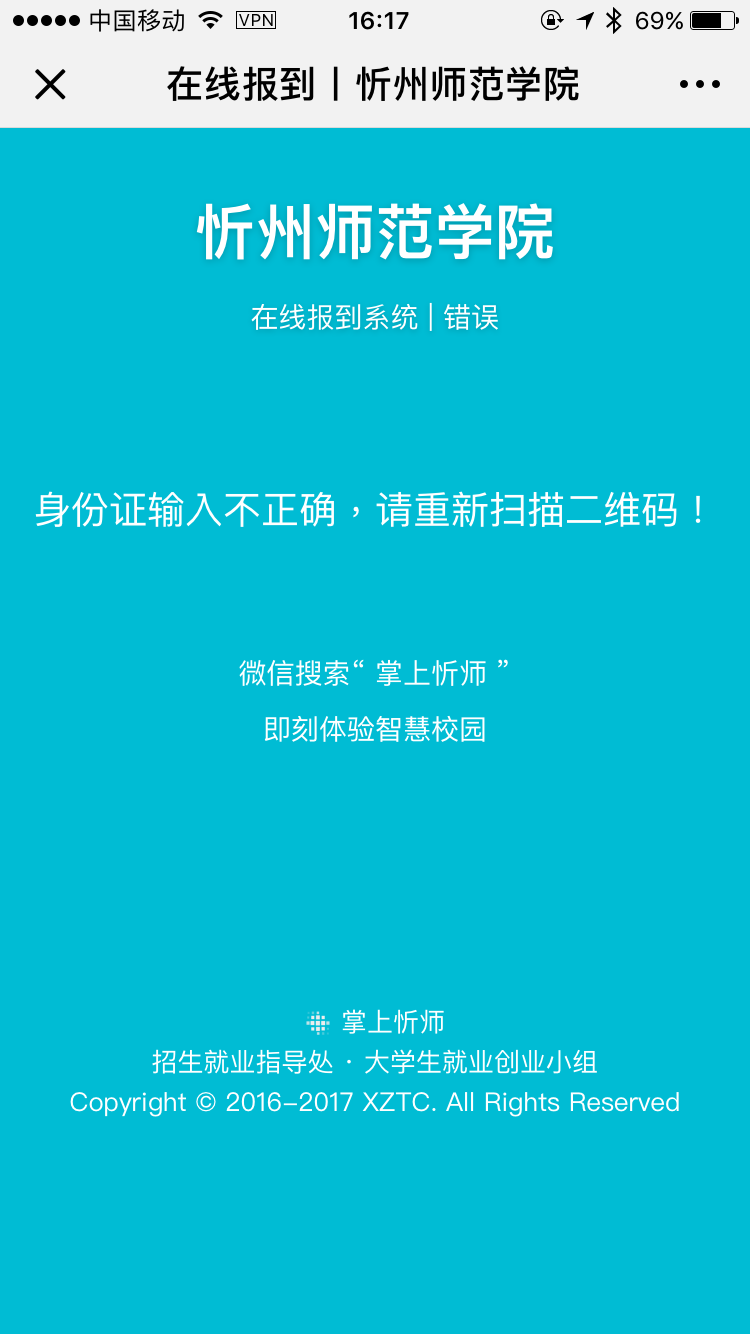 中国移动 VPN 16:17 69%
在线报到丨忻州师范学院
忻州师范学院
在线报到系统 | 错误
身份证输入不正确，请重新扫描二维码！
微信搜索“ 掌上忻师 ”
即刻体验智慧校园
掌上忻师
招生就业指导处 · 大学生就业创业小组
Copyright © 2016-2017 XZTC. All Rights Reserved